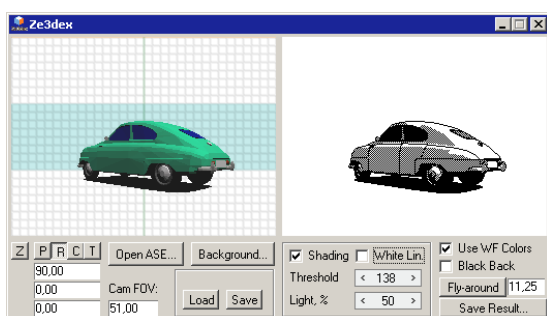 Ze3dex
Z P R C T Open ASE... Background... Shading White Lin. Use WF Colors
Black Back
90,00 Threshold < 138 > Fly-around 11,25
0,00 Cam FOV: Light, % < 50 > Save Result...
0,00 51,00 Load Save